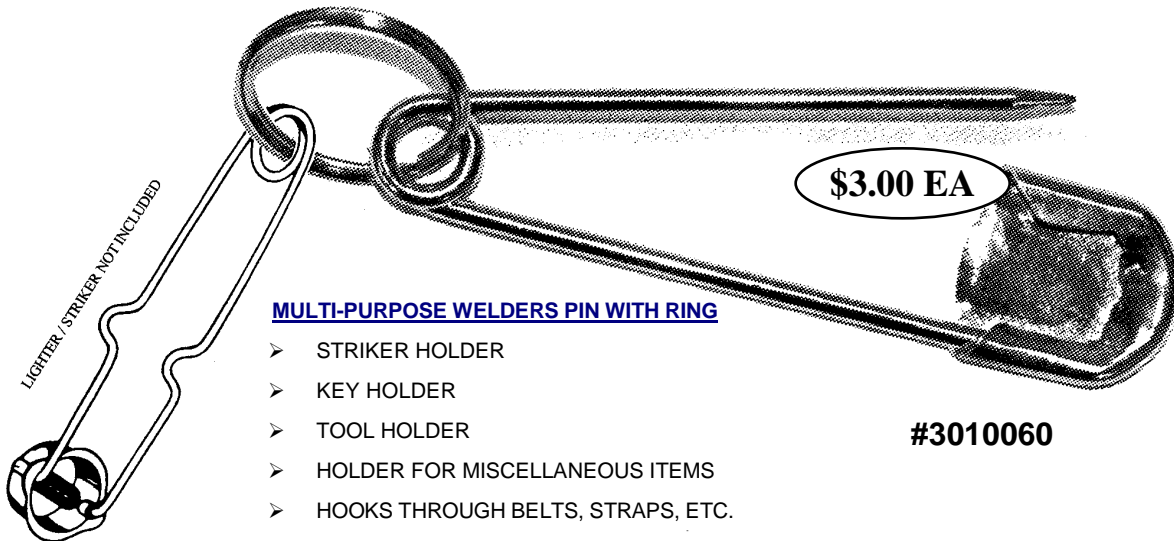 $3.00 EA
LIGHTER / STRIKER NOT INCLUDED
MULTI-PURPOSE WELDERS PIN WITH RING
➢ STRIKER HOLDER
➢ KEY HOLDER
➢ TOOL HOLDER
➢ HOLDER FOR MISCELLANEOUS ITEMS
➢ HOOKS THROUGH BELTS, STRAPS, ETC.
#3010060